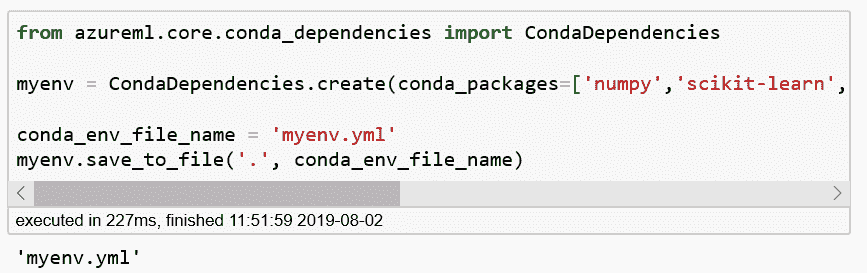 from azureml.core.conda_dependencies import CondaDependencies
myenv = CondaDependencies.create(conda_packages=['numpy','scikit-learn',
conda_env_file_name = 'myenv.yml'
myenv.save_to_file('.', conda_env_file_name)
executed in 227ms, finished 11:51:59 2019-08-02
'myenv.yml'